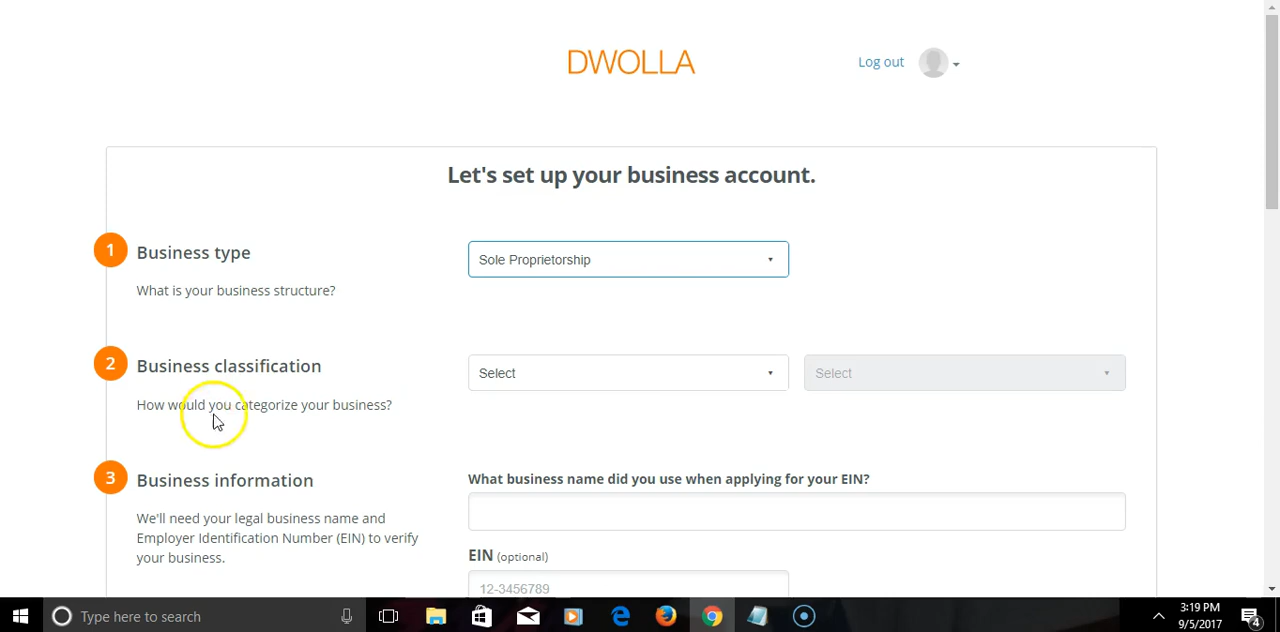 DWOLLA
Log out
Let's set up your business account.
1
Business type
Sole Proprietorship
What is your business structure?
2
Business classification
Select
Select
How would you categorize your business?
3
Business information
What business name did you use when applying for your EIN?
We'll need your legal business name and
Employer Identification Number (EIN) to verify
your business.
EIN (optional)
12-3456789
Type here to search
3:19 PM
9/5/2017
4